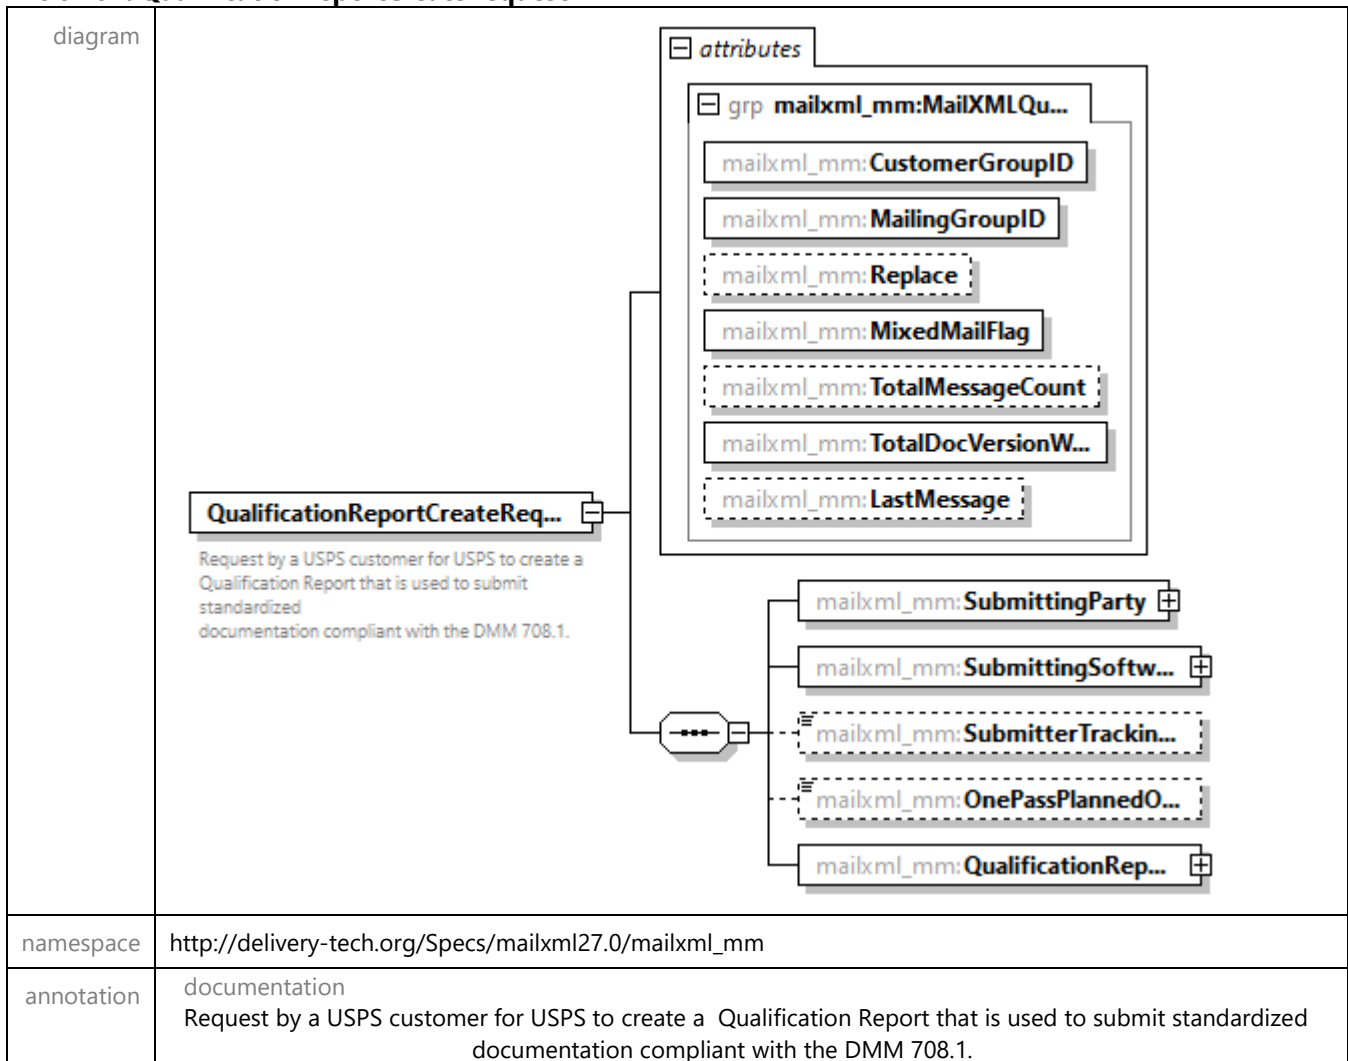 diagram
attributes
grp mailxml_mm:MailXMLQu...
mailxml_mm:CustomerGroupID
mailxml_mm:MailingGroupID
mailxml_mm:Replace
mailxml_mm:MixedMailFlag
mailxml_mm:TotalMessageCount
mailxml_mm:TotalDocVersionW...
mailxml_mm:LastMessage
QualificationReportCreateReq...
Request by a USPS customer for USPS to create a
Qualification Report that is used to submit
standardized
documentation compliant with the DMM 708.1.
mailxml_mm:SubmittingParty
mailxml_mm:SubmittingSoftw...
mailxml_mm:SubmitterTrackin...
mailxml_mm:OnePassPlannedO...
mailxml_mm:QualificationRep...
namespace http://delivery-tech.org/Specs/mailxml27.0/mailxml_mm
annotation documentation
Request by a USPS customer for USPS to create a  Qualification Report that is used to submit standardized
documentation compliant with the DMM 708.1.